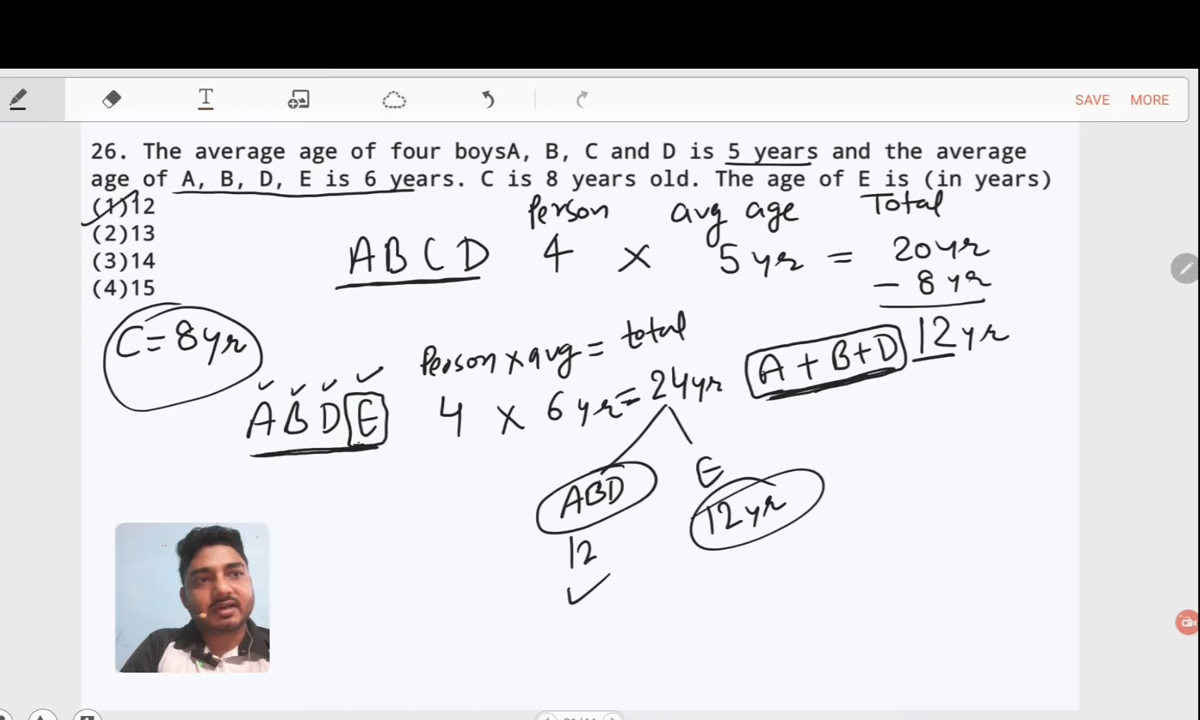 T
SAVE MORE
26. The average age of four boysA, B, C and D is 5 years and the average
age of A, B, D, E is 6 years. C is 8 years old. The age of E is (in years)
(1)12
(2)13
(3)14
(4)15
Person avg age Total
A B C D 4 × 5 yr = 20 yr
- 8 yr
12 yr
C = 8 yr
Person × avg = total
A + B + D
A B D E 4 × 6 yr = 24 yr
ABD E
12 yr
12